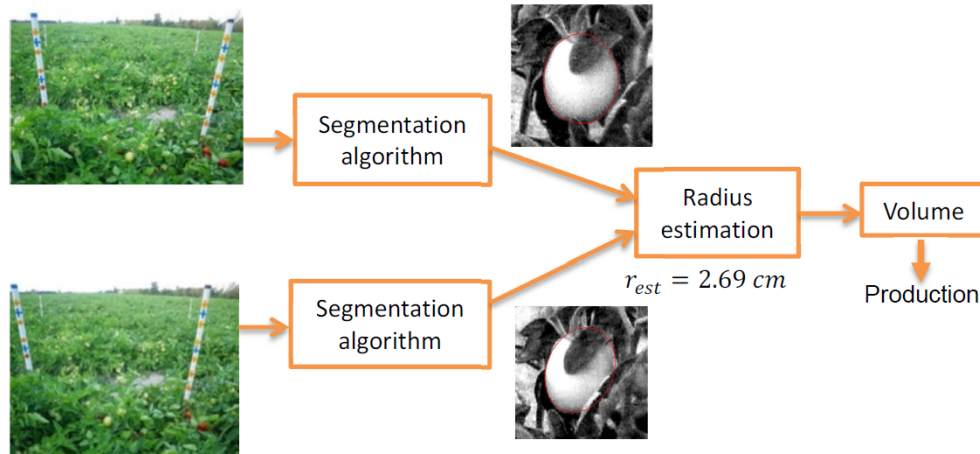 Segmentation
algorithm
Radius
estimation
Volume
r_est = 2.69 cm
Production
Segmentation
algorithm